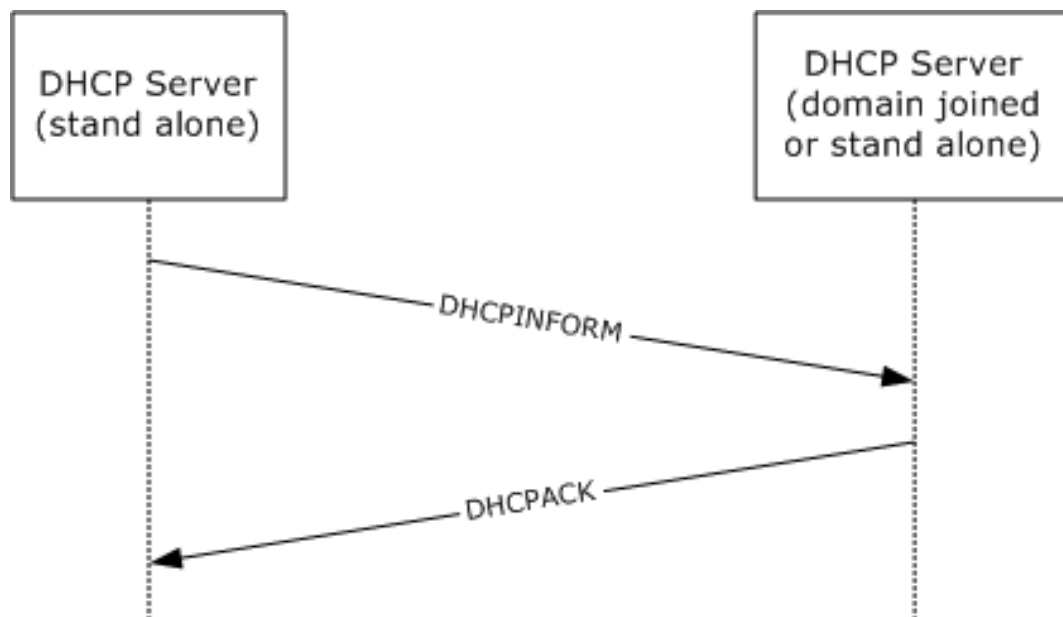 DHCP Server
(stand alone)
DHCP Server
(domain joined
or stand alone)
DHCPINFORM
DHCPACK